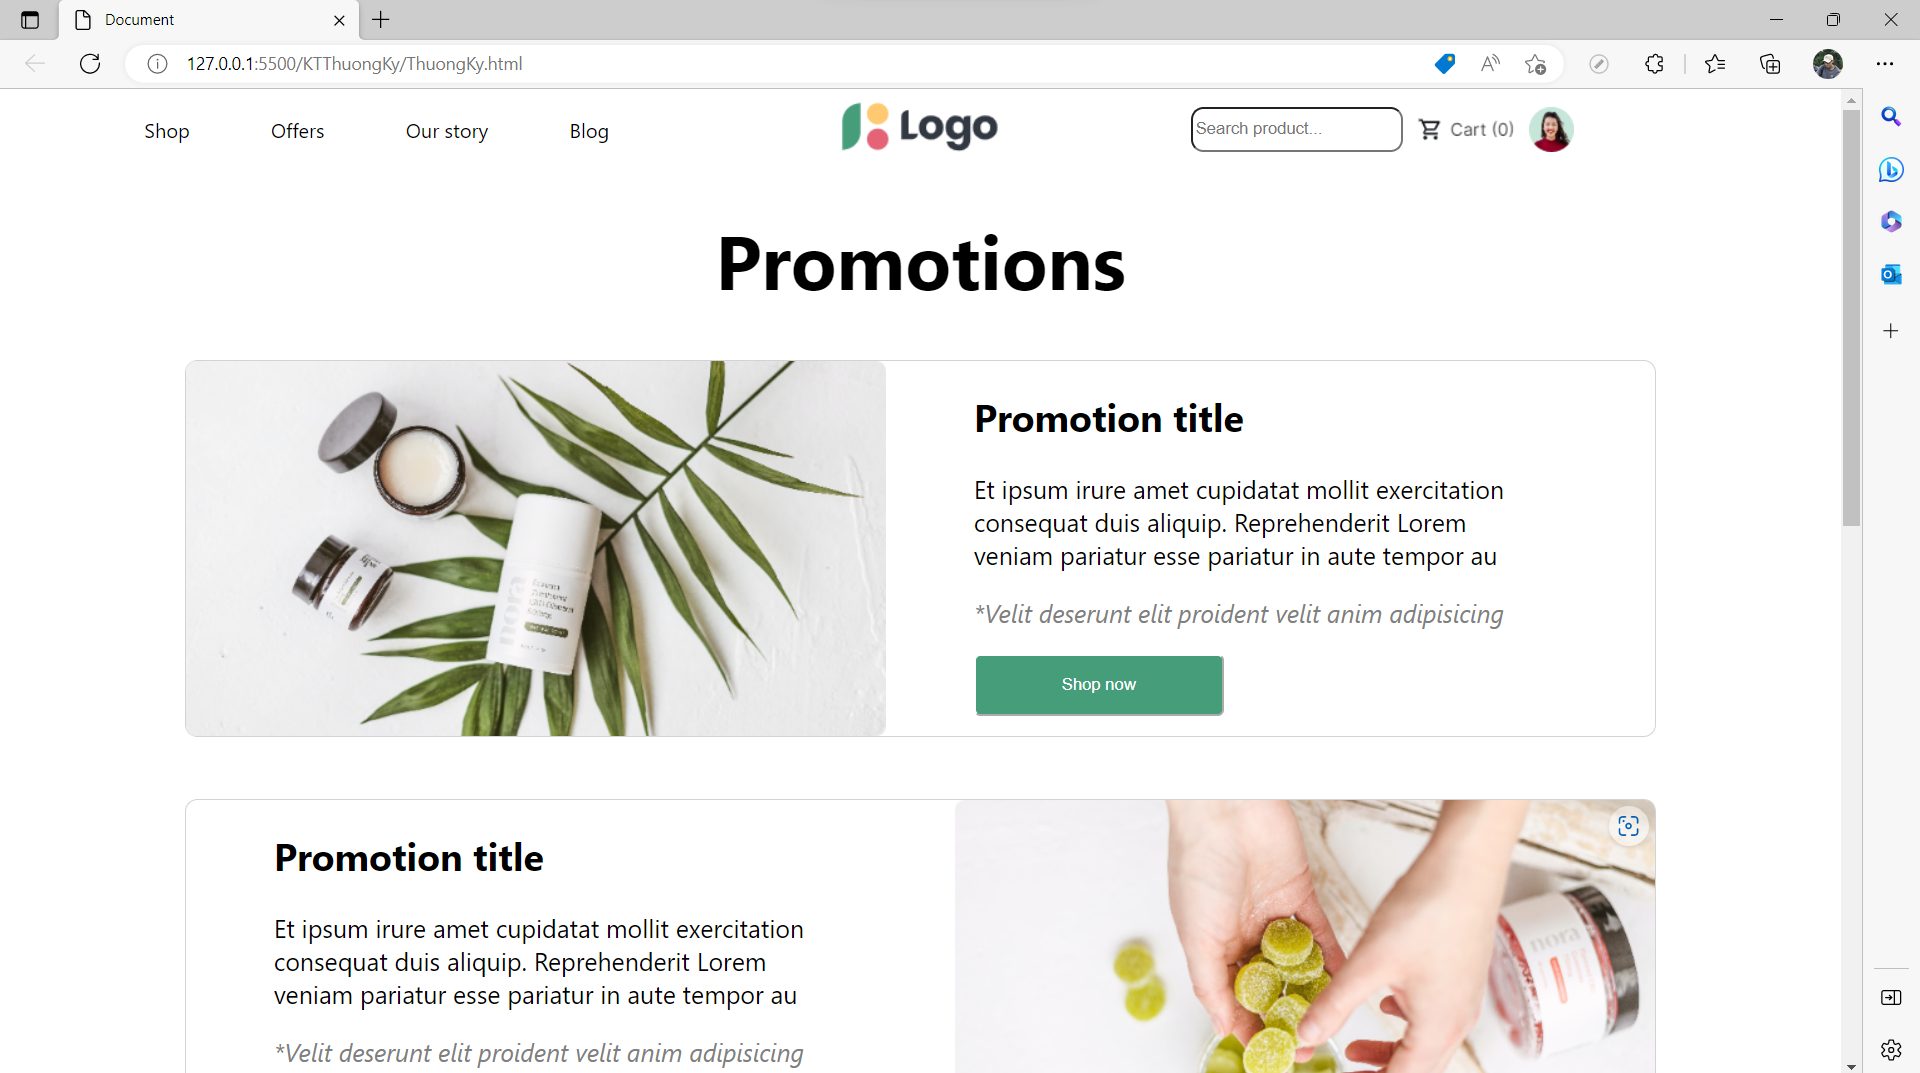 Document
127.0.0.1:5500/KTThuongKy/ThuongKy.html
Shop
Offers
Our story
Blog
Logo
Search product...
Cart (0)
Promotions
Promotion title
Et ipsum irure amet cupidatat mollit exercitation
consequat duis aliquip. Reprehenderit Lorem
veniam pariatur esse pariatur in aute tempor au
*Velit deserunt elit proident velit anim adipisicing
Shop now
nora
Promotion title
Et ipsum irure amet cupidatat mollit exercitation
consequat duis aliquip. Reprehenderit Lorem
veniam pariatur esse pariatur in aute tempor au
*Velit deserunt elit proident velit anim adipisicing
nora